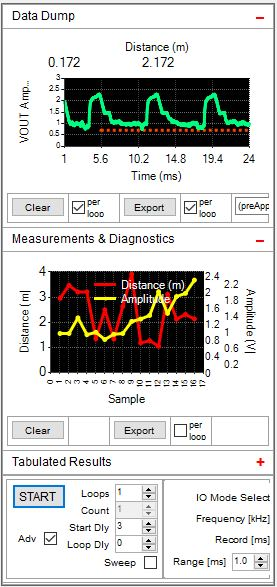 Data Dump
Distance (m)
0.172 2.172
VOUT Amp...
3
2.5
2
1.5
1
0.5
1 5.6 10.2 14.8 19.4 24
Time (ms)
Clear per loop Export per loop (preApp
Measurements & Diagnostics
Distance (m)
Amplitude
Distance [m]
4
3
2
1
0
2.4
2.2
2
1.8
1.6
1.4
1.2
1
0.8
0.6
0.4
0.2
0
Amplitude [V]
0 1 2 3 4 5 6 7 8 9 10 11 12 13 14 15 16 17
Sample
Clear Export per loop
Tabulated Results
START
Loops 1
Count 1
Start Dly 3
Adv Loop Dly 0
Sweep
IO Mode Select
Frequency [kHz]
Record [ms]
Range [ms] 1.0